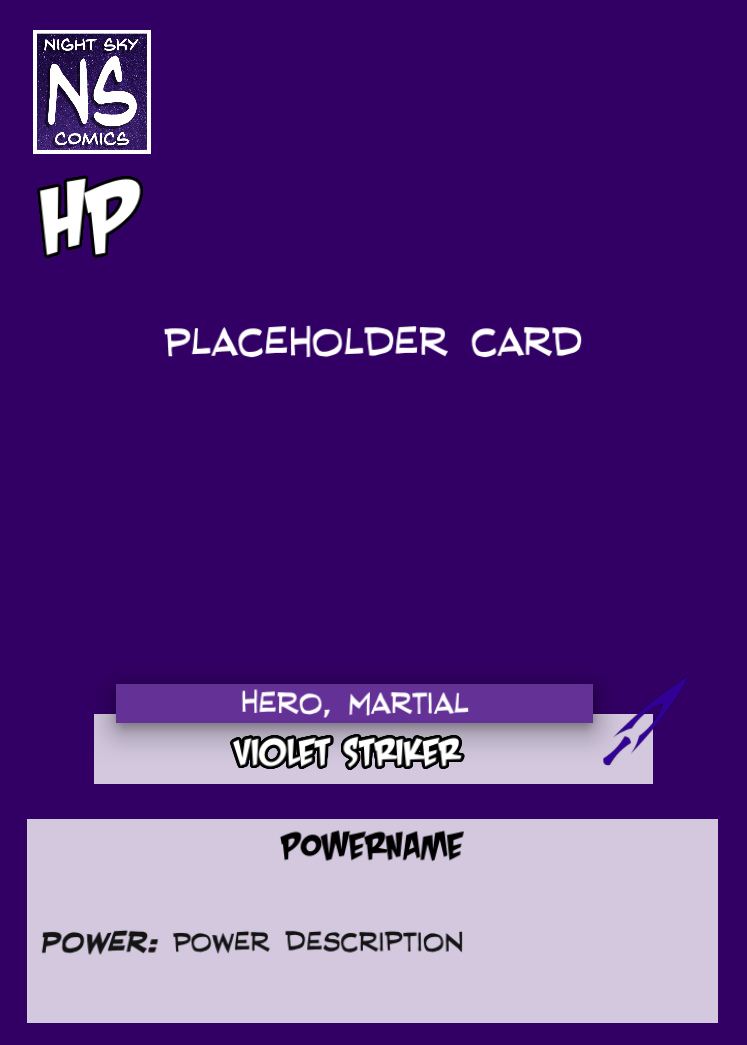 NIGHT SKY
NS
COMICS
HP
PLACEHOLDER CARD
HERO, MARTIAL
VIOLET STRIKER
POWERNAME
POWER: POWER DESCRIPTION